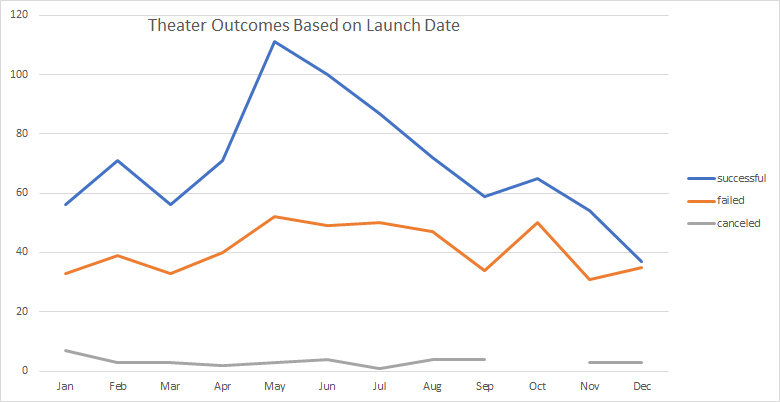 Theater Outcomes Based on Launch Date
120
100
80
60
40
20
0
Jan Feb Mar Apr May Jun Jul Aug Sep Oct Nov Dec
successful
failed
canceled